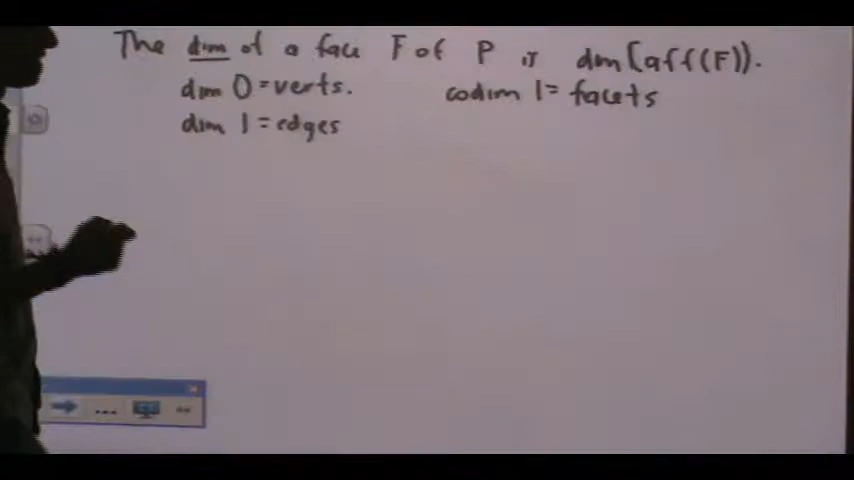 The dim of a face F of P is dim(aff(F)).
dim 0 = verts. codim 1 = facets
dim 1 = edges